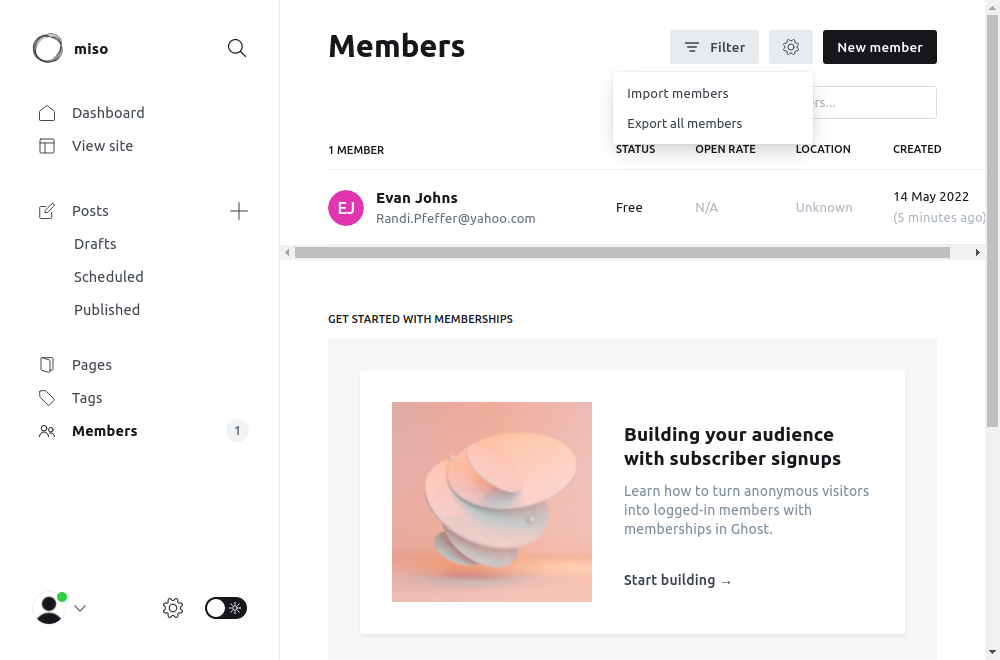 miso
Dashboard
View site
Posts
Drafts
Scheduled
Published
Pages
Tags
Members
1
Members
Filter
New member
Import members
Export all members
1 MEMBER
STATUS
OPEN RATE
LOCATION
CREATED
EJ
Evan Johns
Randi.Pfeffer@yahoo.com
Free
N/A
Unknown
14 May 2022
(5 minutes ago)
GET STARTED WITH MEMBERSHIPS
Building your audience
with subscriber signups
Learn how to turn anonymous visitors
into logged-in members with
memberships in Ghost.
Start building →